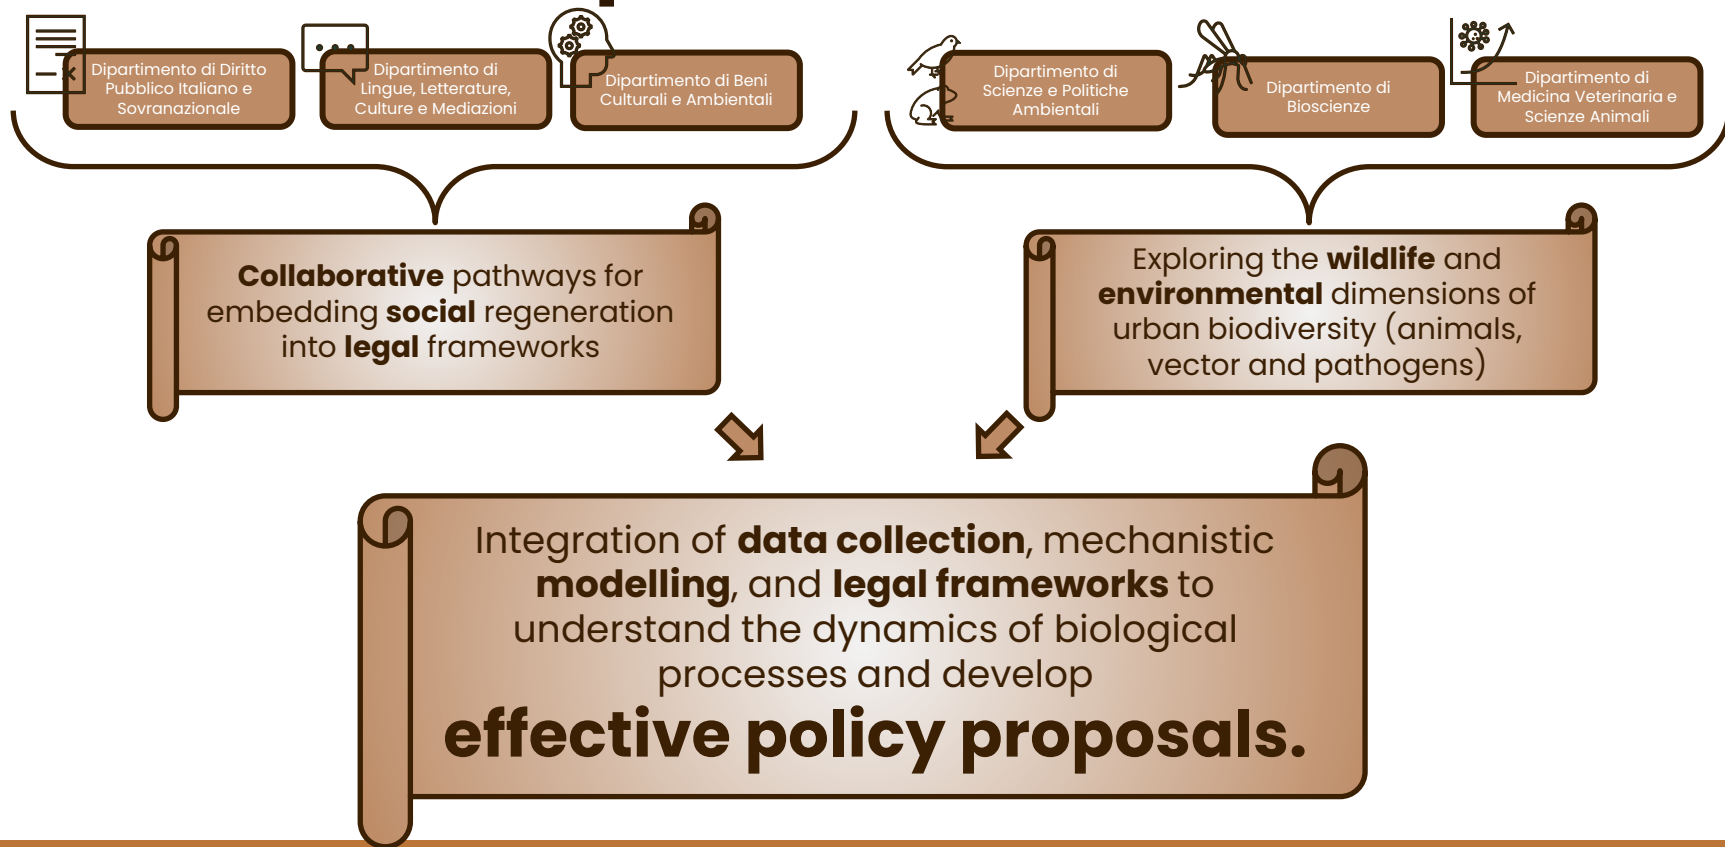 Dipartimento di Diritto
Pubblico Italiano e
Sovranazionale
Dipartimento di
Lingue, Letterature,
Culture e Mediazioni
Dipartimento di Beni
Culturali e Ambientali
Dipartimento di
Scienze e Politiche
Ambientali
Dipartimento di
Bioscienze
Dipartimento di
Medicina Veterinaria e
Scienze Animali
Collaborative pathways for
embedding social regeneration
into legal frameworks
Exploring the wildlife and
environmental dimensions of
urban biodiversity (animals,
vector and pathogens)
Integration of data collection, mechanistic
modelling, and legal frameworks to
understand the dynamics of biological
processes and develop
effective policy proposals.